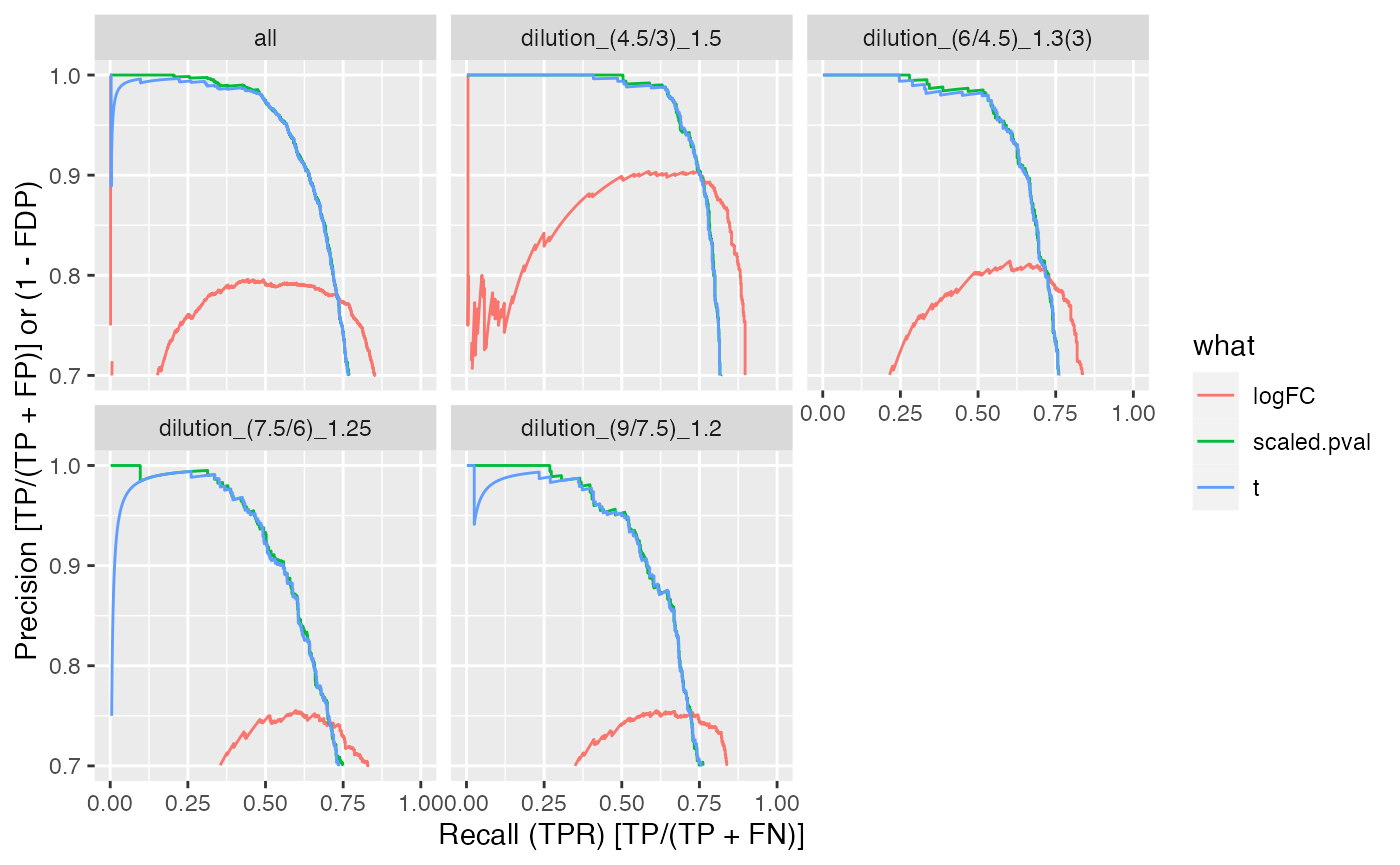 all
dilution_(4.5/3)_1.5
dilution_(6/4.5)_1.3(3)
1.0
0.9
0.8
0.7
0.00 0.25 0.50 0.75 1.00
dilution_(7.5/6)_1.25
dilution_(9/7.5)_1.2
1.0
0.9
0.8
0.7
0.00 0.25 0.50 0.75 1.00
0.00 0.25 0.50 0.75 1.00
Recall (TPR) [TP/(TP + FN)]
Precision [TP/(TP + FP)] or (1 - FDP)
what
logFC
scaled.pval
t